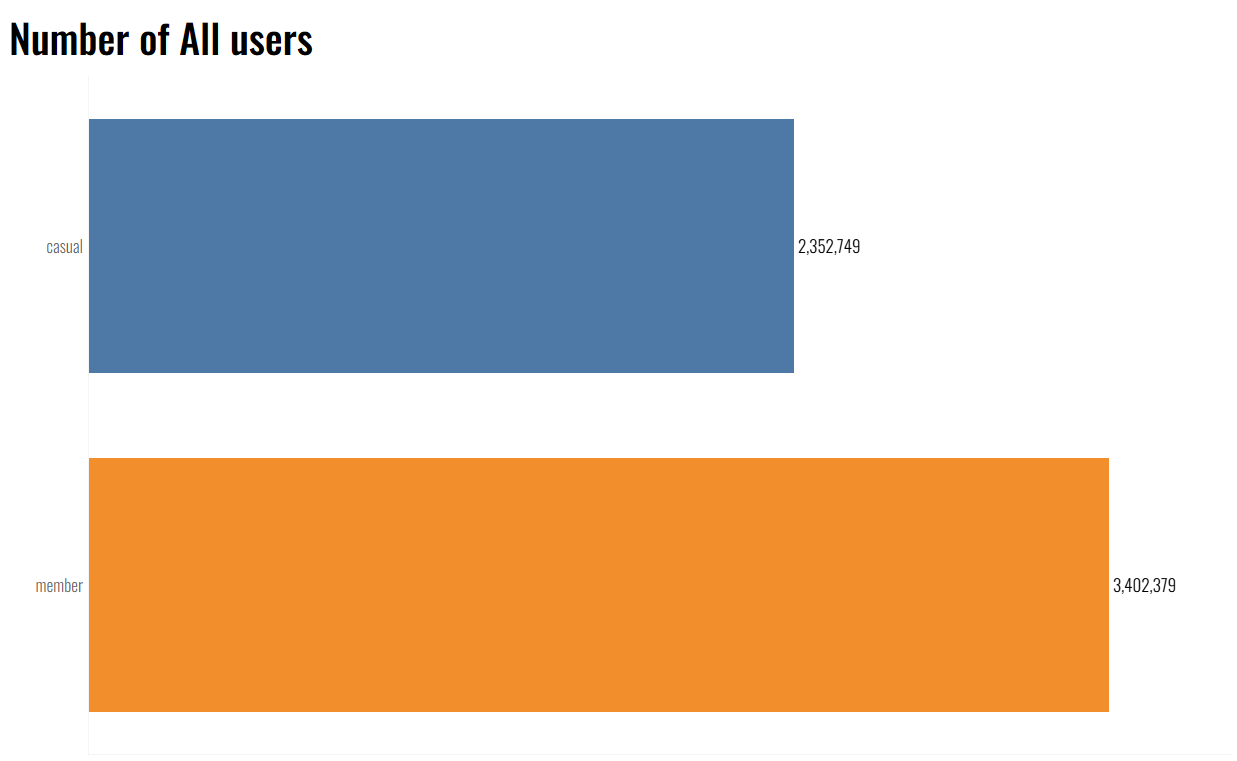 Number of All users
casual
2,352,749
member
3,402,379